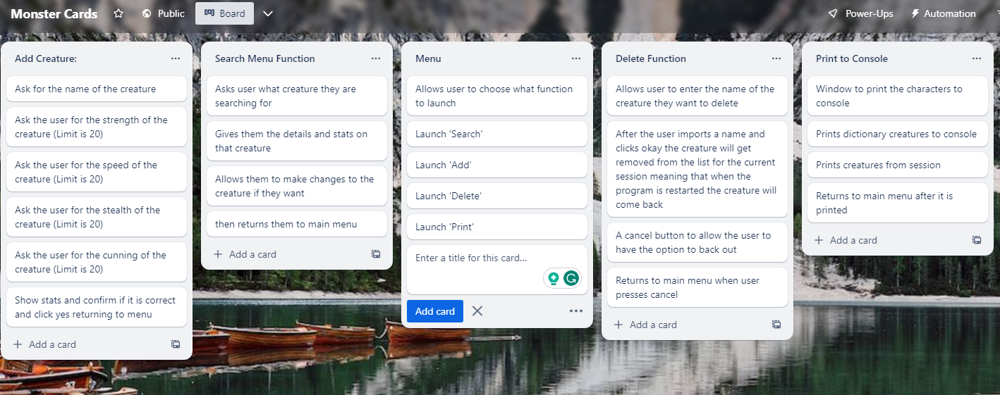 Monster Cards
Public
Board
Power-Ups
Automation
Add Creature:
Ask for the name of the creature
Ask the user for the strength of the
creature (Limit is 20)
Ask the user for the speed of the
creature (Limit is 20)
Ask the user for the stealth of the
creature (Limit is 20)
Ask the user for the cunning of the
creature (Limit is 20)
Show stats and confirm if it is correct
and click yes returning to menu
Add a card
Search Menu Function
Asks user what creature they are
searching for
Gives them the details and stats on
that creature
Allows them to make changes to the
creature if they want
then returns them to main menu
Add a card
Menu
Allows user to choose what function
to launch
Launch 'Search'
Launch 'Add'
Launch 'Delete'
Launch 'Print'
Enter a title for this card...
Add card
Delete Function
Allows user to enter the name of the
creature they want to delete
After the user imports a name and
clicks okay the creature will get
removed from the list for the current
session meaning that when the
program is restarted the creature will
come back
A cancel button to allow the user to
have the option to back out
Returns to main menu when user
presses cancel
Add a card
Print to Console
Window to print the characters to
console
Prints dictionary creatures to console
Prints creatures from session
Returns to main menu after it is
printed
Add a card